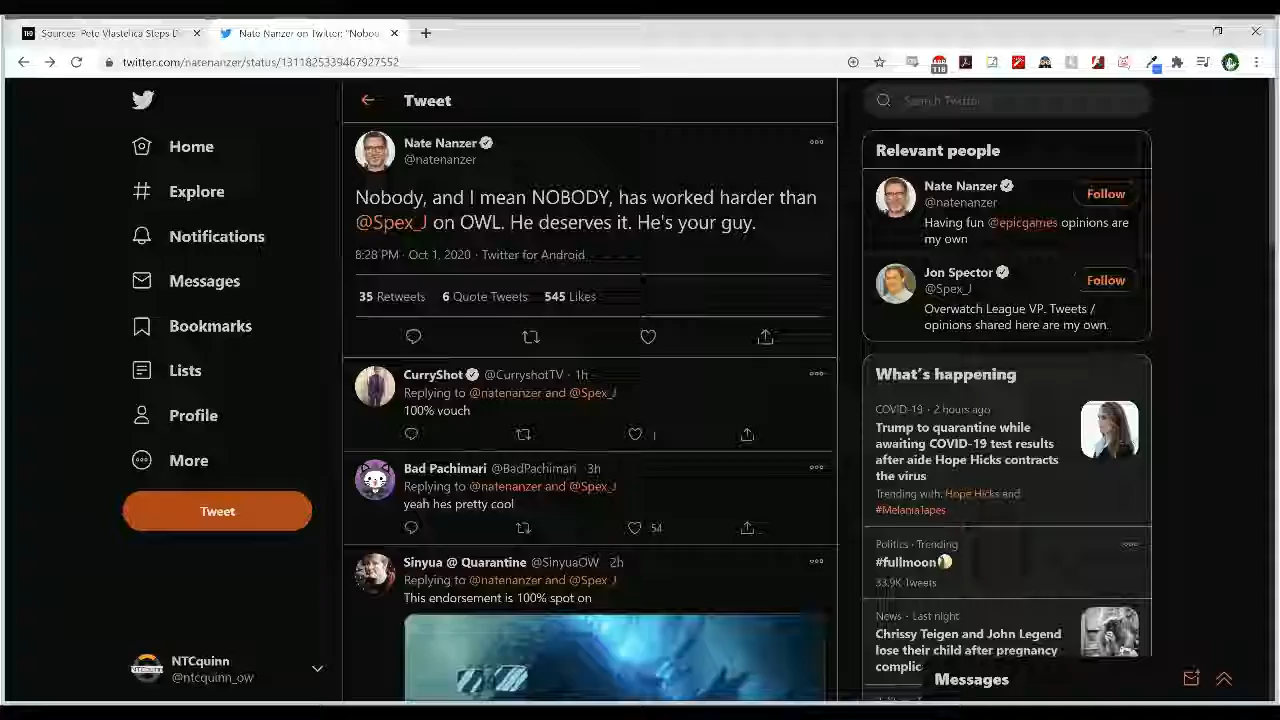 Sources: Pete Vlastelica Steps D
Nate Nanzer on Twitter: "Nobou
twitter.com/natenanzer/status/1311825339467927552
Home
Explore
Notifications
Messages
Bookmarks
Lists
Profile
More
Tweet
NTCquinn
@ntcquinn_ow
Tweet
Nate Nanzer
@natenanzer
Nobody, and I mean NOBODY, has worked harder than
@Spex_J on OWL. He deserves it. He's your guy.
8:28 PM · Oct 1, 2020 · Twitter for Android
35 Retweets 6 Quote Tweets 545 Likes
CurryShot @CurryshotTV · 1h
Replying to @natenanzer and @Spex_J
100% vouch
1
Bad Pachimari @BadPachimari · 3h
Replying to @natenanzer and @Spex_J
yeah hes pretty cool
54
Sinyua @ Quarantine @SinyuaOW · 2h
Replying to @natenanzer and @Spex_J
This endorsement is 100% spot on
Search Twitter
Relevant people
Nate Nanzer
@natenanzer
Follow
Having fun @epicgames opinions are
my own
Jon Spector
@Spex_J
Follow
Overwatch League VP. Tweets /
opinions shared here are my own.
What's happening
COVID-19 · 2 hours ago
Trump to quarantine while
awaiting COVID-19 test results
after aide Hope Hicks contracts
the virus
Trending with: Hope Hicks and
#MelaniaTapes
Politics · Trending
#fullmoon
33.9K Tweets
News · Last night
Chrissy Teigen and John Legend
lose their child after pregnancy
complic
Messages